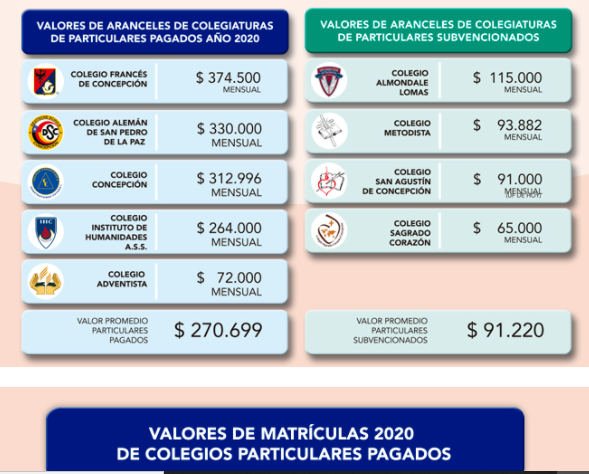 VALORES DE ARANCELES DE COLEGIATURAS
DE PARTICULARES PAGADOS AÑO 2020
COLEGIO FRANCÉS
DE CONCEPCIÓN
$ 374.500
MENSUAL
COLEGIO ALEMÁN
DE SAN PEDRO
DE LA PAZ
$ 330.000
MENSUAL
COLEGIO
CONCEPCIÓN
$ 312.996
MENSUAL
COLEGIO
INSTITUTO DE
HUMANIDADES
A.S.S.
$ 264.000
MENSUAL
COLEGIO
ADVENTISTA
$ 72.000
MENSUAL
VALOR PROMEDIO
PARTICULARES
PAGADOS
$ 270.699
VALORES DE ARANCELES DE COLEGIATURAS
DE PARTICULARES SUBVENCIONADOS
COLEGIO
ALMONDALE
LOMAS
$ 115.000
MENSUAL
COLEGIO
METODISTA
$ 93.882
MENSUAL
COLEGIO
SAN AGUSTÍN
DE CONCEPCIÓN
$ 91.000
MENSUAL
COLEGIO
SAGRADO
CORAZÓN
$ 65.000
MENSUAL
VALOR PROMEDIO
PARTICULARES
SUBVENCIONADOS
$ 91.220
VALORES DE MATRÍCULAS 2020
DE COLEGIOS PARTICULARES PAGADOS